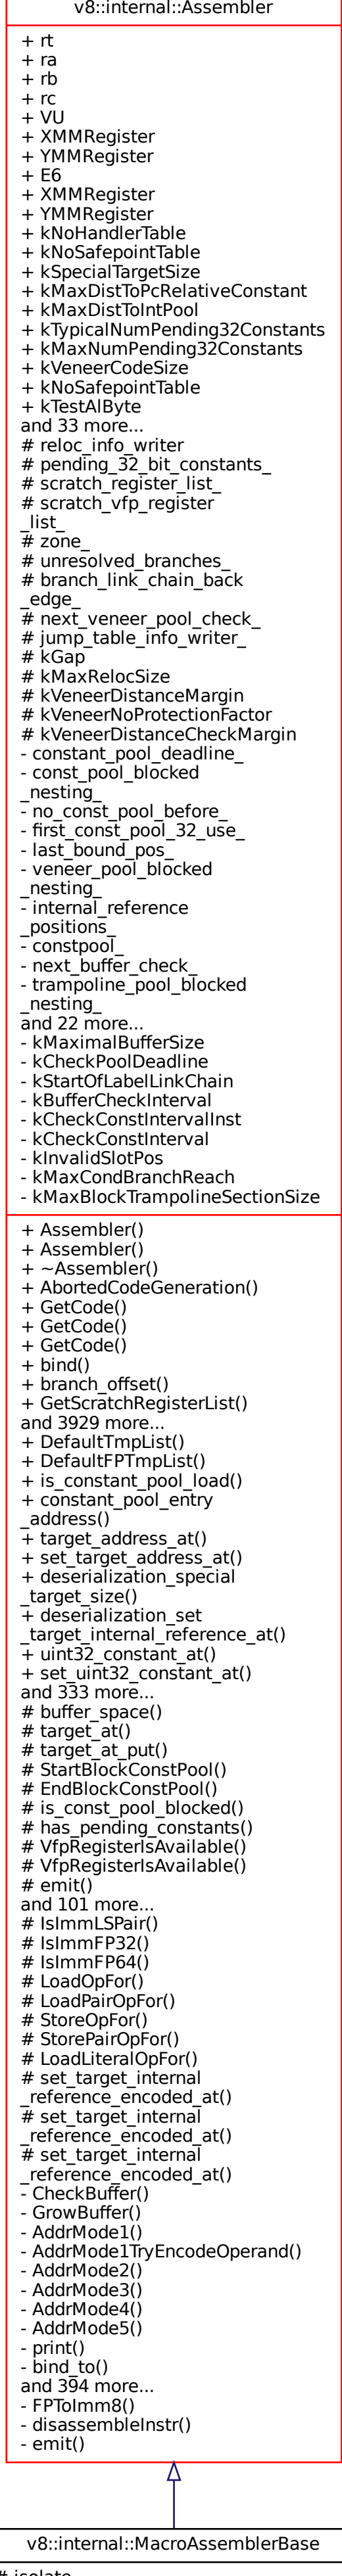 v8::internal::Assembler
+ rt
+ ra
+ rb
+ rc
+ VU
+ XMMRegister
+ YMMRegister
+ E6
+ XMMRegister
+ YMMRegister
+ kNoHandlerTable
+ kNoSafepointTable
+ kSpecialTargetSize
+ kMaxDistToPcRelativeConstant
+ kMaxDistToIntPool
+ kTypicalNumPending32Constants
+ kMaxNumPending32Constants
+ kVeneerCodeSize
+ kNoSafepointTable
+ kTestAlByte
and 33 more...
# reloc_info_writer
# pending_32_bit_constants_
# scratch_register_list_
# scratch_vfp_register
_list_
# zone_
# unresolved_branches_
# branch_link_chain_back
_edge_
# next_veneer_pool_check_
# jump_table_info_writer_
# kGap
# kMaxRelocSize
# kVeneerDistanceMargin
# kVeneerNoProtectionFactor
# kVeneerDistanceCheckMargin
- constant_pool_deadline_
- const_pool_blocked
_nesting_
- no_const_pool_before_
- first_const_pool_32_use_
- last_bound_pos_
- veneer_pool_blocked
_nesting_
- internal_reference
_positions_
- constpool_
- next_buffer_check_
- trampoline_pool_blocked
_nesting_
and 22 more...
- kMaximalBufferSize
- kCheckPoolDeadline
- kStartOfLabelLinkChain
- kBufferCheckInterval
- kCheckConstIntervalInst
- kCheckConstInterval
- kInvalidSlotPos
- kMaxCondBranchReach
- kMaxBlockTrampolineSectionSize
+ Assembler()
+ Assembler()
+ ~Assembler()
+ AbortedCodeGeneration()
+ GetCode()
+ GetCode()
+ GetCode()
+ bind()
+ branch_offset()
+ GetScratchRegisterList()
and 3929 more...
+ DefaultTmpList()
+ DefaultFPTmpList()
+ is_constant_pool_load()
+ constant_pool_entry
_address()
+ target_address_at()
+ set_target_address_at()
+ deserialization_special
_target_size()
+ deserialization_set
_target_internal_reference_at()
+ uint32_constant_at()
+ set_uint32_constant_at()
and 333 more...
# buffer_space()
# target_at()
# target_at_put()
# StartBlockConstPool()
# EndBlockConstPool()
# is_const_pool_blocked()
# has_pending_constants()
# VfpRegisterIsAvailable()
# VfpRegisterIsAvailable()
# emit()
and 101 more...
# IsImmLSPair()
# IsImmFP32()
# IsImmFP64()
# LoadOpFor()
# LoadPairOpFor()
# StoreOpFor()
# StorePairOpFor()
# LoadLiteralOpFor()
# set_target_internal
_reference_encoded_at()
# set_target_internal
_reference_encoded_at()
# set_target_internal
_reference_encoded_at()
- CheckBuffer()
- GrowBuffer()
- AddrMode1()
- AddrMode1TryEncodeOperand()
- AddrMode2()
- AddrMode3()
- AddrMode4()
- AddrMode5()
- print()
- bind_to()
and 394 more...
- FPToImm8()
- disassembleInstr()
- emit()
v8::internal::MacroAssemblerBase
# isolate